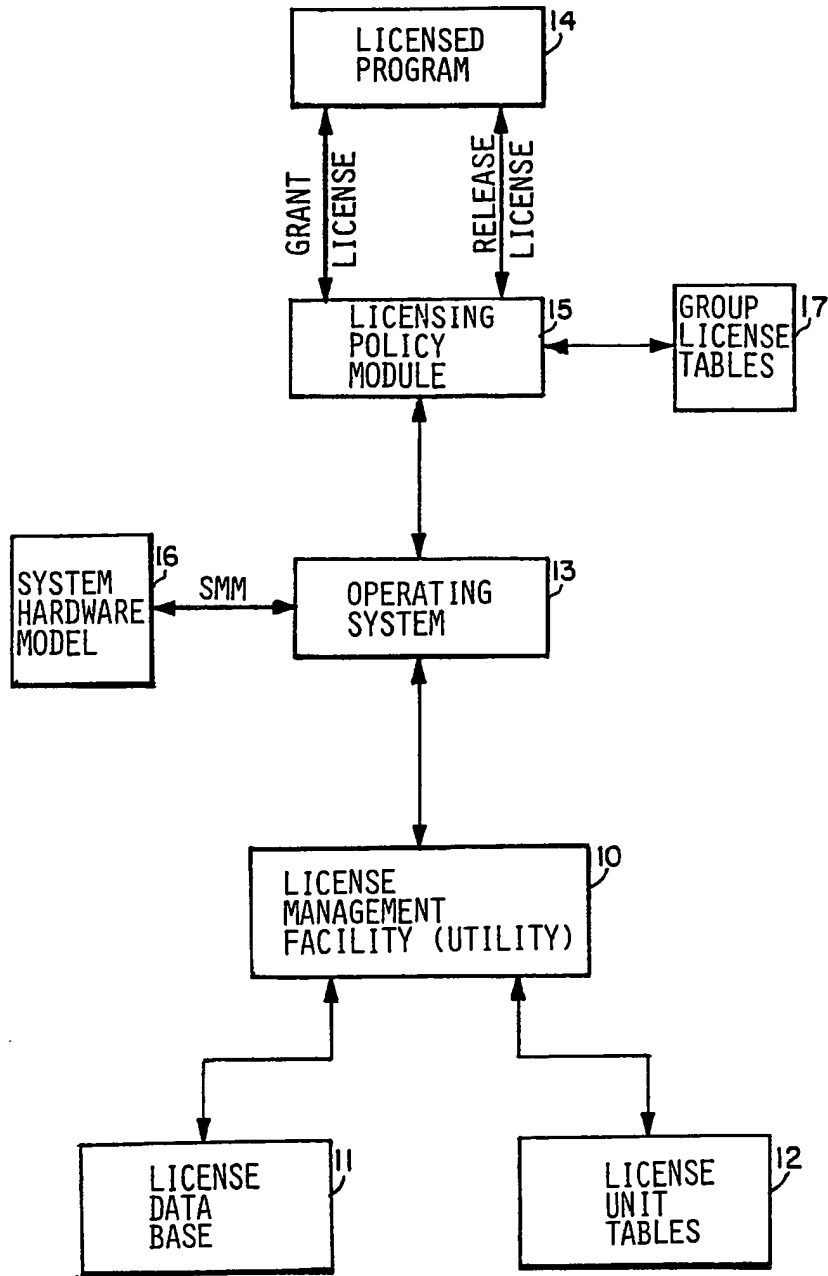 14
LICENSED
PROGRAM
GRANT
LICENSE
RELEASE
LICENSE
LICENSING
POLICY
MODULE
15
GROUP
LICENSE
TABLES
17
SYSTEM
HARDWARE
MODEL
16
SMM
OPERATING
SYSTEM
13
LICENSE
MANAGEMENT
FACILITY (UTILITY)
10
LICENSE
DATA
BASE
11
LICENSE
UNIT
TABLES
12